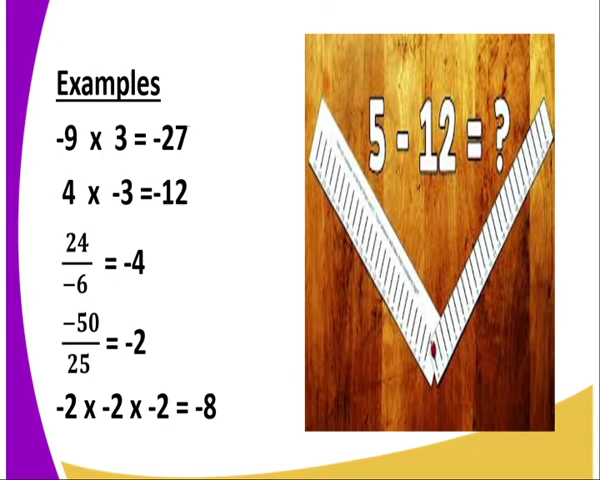 Examples
-9 x 3 = -27
4 x -3 =-12
24
−6
= -4
−50
25
= -2
-2 x -2 x -2 = -8
5 - 12 = ?